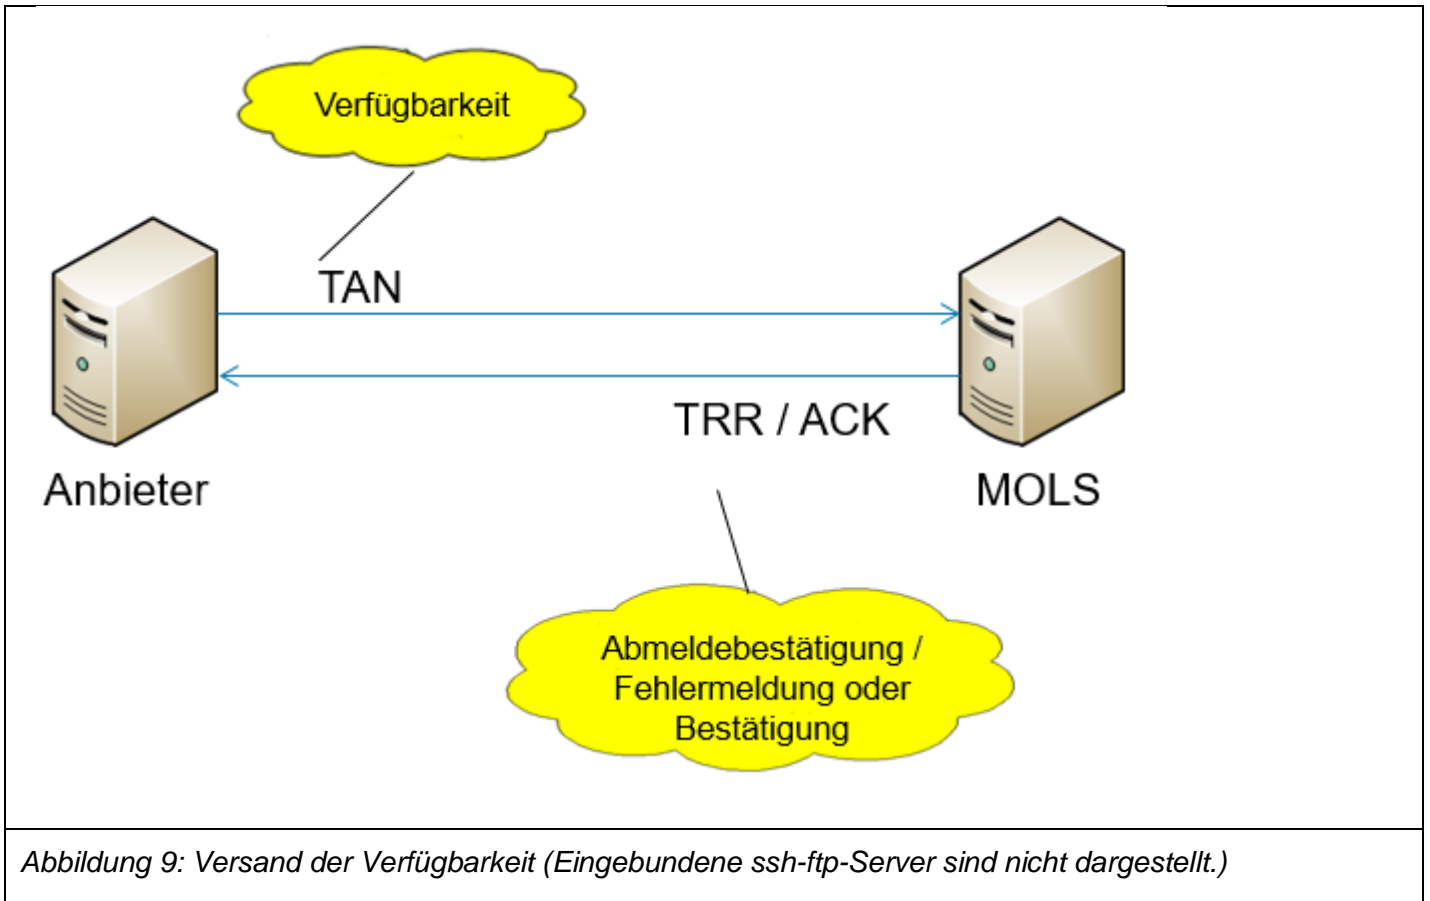 Verfügbarkeit
TAN
TRR / ACK
Anbieter
MOLS
Abmeldebestätigung /
Fehlermeldung oder
Bestätigung
Abbildung 9: Versand der Verfügbarkeit (Eingebundene ssh-ftp-Server sind nicht dargestellt.)